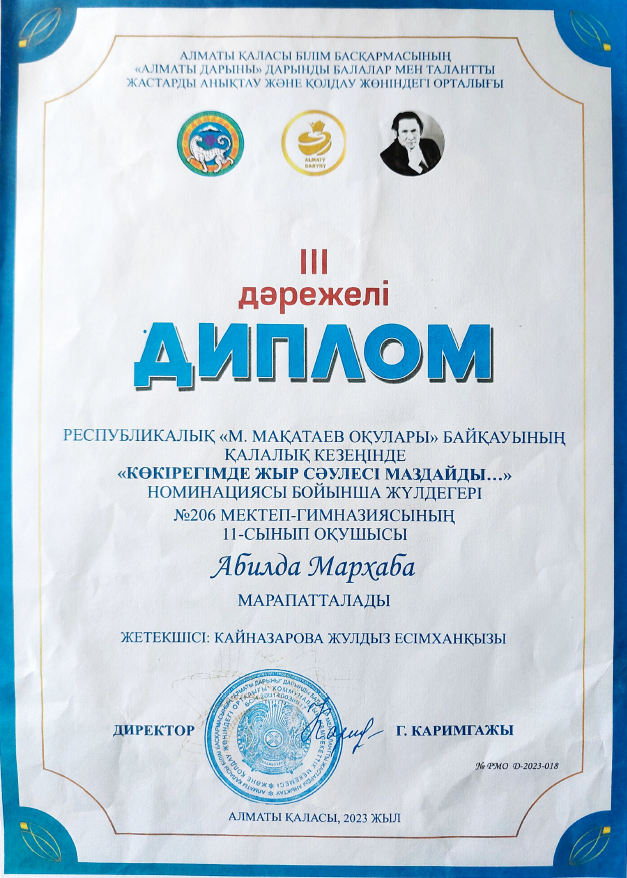 АЛМАТЫ ҚАЛАСЫ БІЛІМ БАСҚАРМАСЫНЫҢ
«АЛМАТЫ ДАРЫНЫ» ДАРЫНДЫ БАЛАЛАР МЕН ТАЛАНТТЫ
ЖАСТАРДЫ АНЫҚТАУ ЖӘНЕ ҚОЛДАУ ЖӨНІНДЕГІ ОРТАЛЫҒЫ
ALMATY
DARYNY
III
дәрежелі
ДИПЛОМ
РЕСПУБЛИКАЛЫҚ «М. МАҚАТАЕВ ОҚУЛАРЫ» БАЙҚАУЫНЫҢ
ҚАЛАЛЫҚ КЕЗЕҢІНДЕ
«КӨКІРЕГІМДЕ ЖЫР СӘУЛЕСІ МАЗДАЙДЫ…»
НОМИНАЦИЯСЫ БОЙЫНША ЖҮЛДЕГЕРІ
№206 МЕКТЕП-ГИМНАЗИЯСЫНЫҢ
11-СЫНЫП ОҚУШЫСЫ
Абилда Мархаба
МАРАПАТТАЛАДЫ
ЖЕТЕКШІСІ: КАЙНАЗАРОВА ЖУЛДЫЗ ЕСІМХАНҚЫЗЫ
ДИРЕКТОР
Г. КАРИМГАЖЫ
№ РМО D-2023-018
АЛМАТЫ ҚАЛАСЫ, 2023 ЖЫЛ